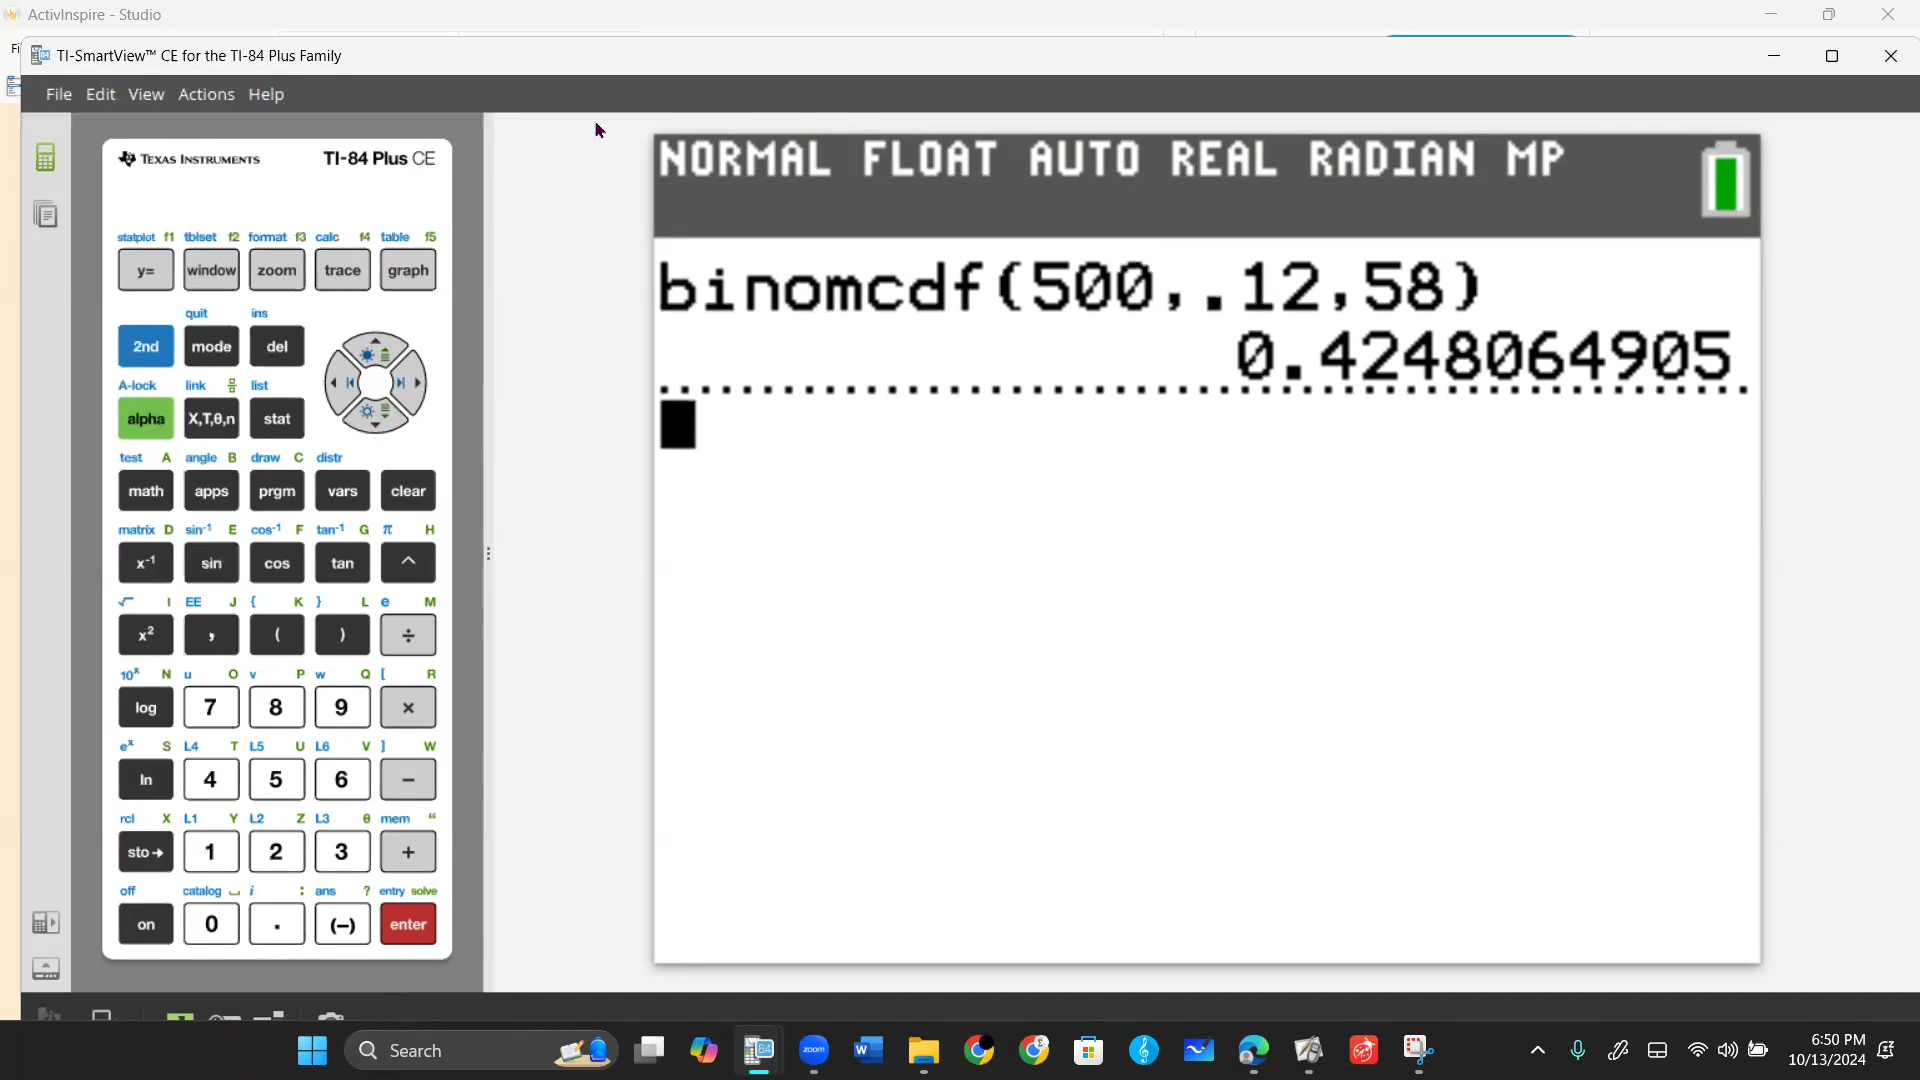 ActivInspire - Studio
Fi
TI-SmartView™ CE for the TI-84 Plus Family
File Edit View Actions Help
TEXAS INSTRUMENTS TI-84 Plus CE
NORMAL FLOAT AUTO REAL RADIAN MP
binomcdf(500,.12,58)
0.4248064905
statplot f1 tblset f2 format f3 calc f4 table f5
y= window zoom trace graph
quit ins
2nd mode del
A-lock link list
alpha X,T,θ,n stat
test A angle B draw C distr
math apps prgm vars clear
matrix D sin⁻¹ E cos⁻¹ F tan⁻¹ G π H
x⁻¹ sin cos tan ^
√ I EE J { K } L e M
x² , ( ) ÷
10ˣ N u O v P w Q [ R
log 7 8 9 ×
eˣ S L4 T L5 U L6 V ] W
ln 4 5 6 −
rcl X L1 Y L2 Z L3 θ mem “
sto→ 1 2 3 +
off catalog ⎵ i : ans ? entry solve
on 0 . (−) enter
Search
84
zoom
W
6:50 PM
10/13/2024